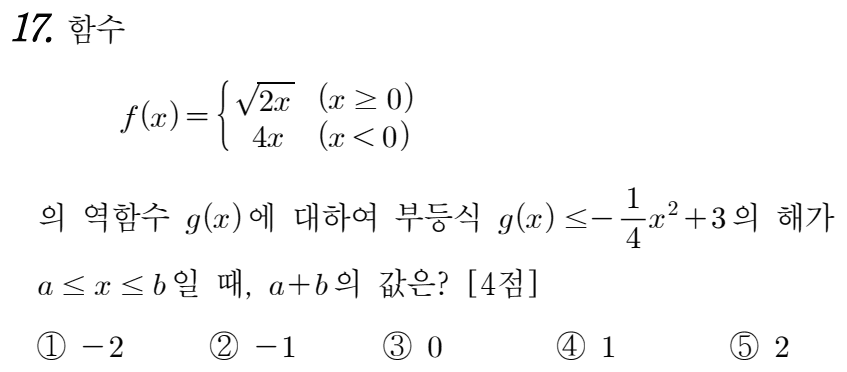 17. 함수
f(x) = { √2x (x ≥ 0)
4x (x < 0)
의 역함수 g(x)에 대하여 부등식 g(x) ≤ -1/4 x² + 3의 해가
a ≤ x ≤ b일 때, a+b의 값은? [4점]
① -2 ② -1 ③ 0 ④ 1 ⑤ 2